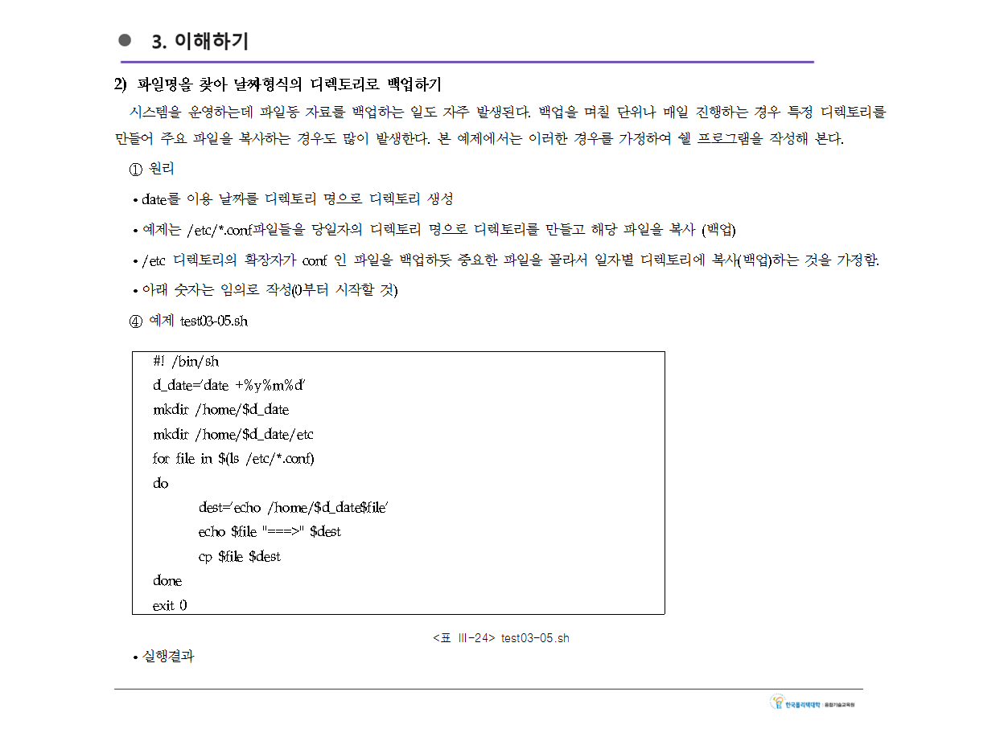 ● 3. 이해하기
2) 파일명을 찾아 날짜형식의 디렉토리로 백업하기
시스템을 운영하는데 파일등 자료를 백업하는 일도 자주 발생된다. 백업을 며칠 단위나 매일 진행하는 경우 특정 디렉토리를
만들어 주요 파일을 복사하는 경우도 많이 발생한다. 본 예제에서는 이러한 경우를 가정하여 쉘 프로그램을 작성해 본다.
① 원리
• date를 이용 날짜를 디렉토리 명으로 디렉토리 생성
• 예제는 /etc/*.conf파일들을 당일자의 디렉토리 명으로 디렉토리를 만들고 해당 파일을 복사 (백업)
• /etc 디렉토리의 확장자가 conf 인 파일을 백업하듯 중요한 파일을 골라서 일자별 디렉토리에 복사(백업)하는 것을 가정함.
• 아래 숫자는 임의로 작성(0부터 시작할 것)
④ 예제 test03-05.sh
#! /bin/sh
d_date='date +%y%m%d'
mkdir /home/$d_date
mkdir /home/$d_date/etc
for file in $(ls /etc/*.conf)
do
dest='echo /home/$d_date$file'
echo $file "===>" $dest
cp $file $dest
done
exit 0
<표 III-24> test03-05.sh
• 실행결과
한국폴리텍대학 | 융합기술교육원